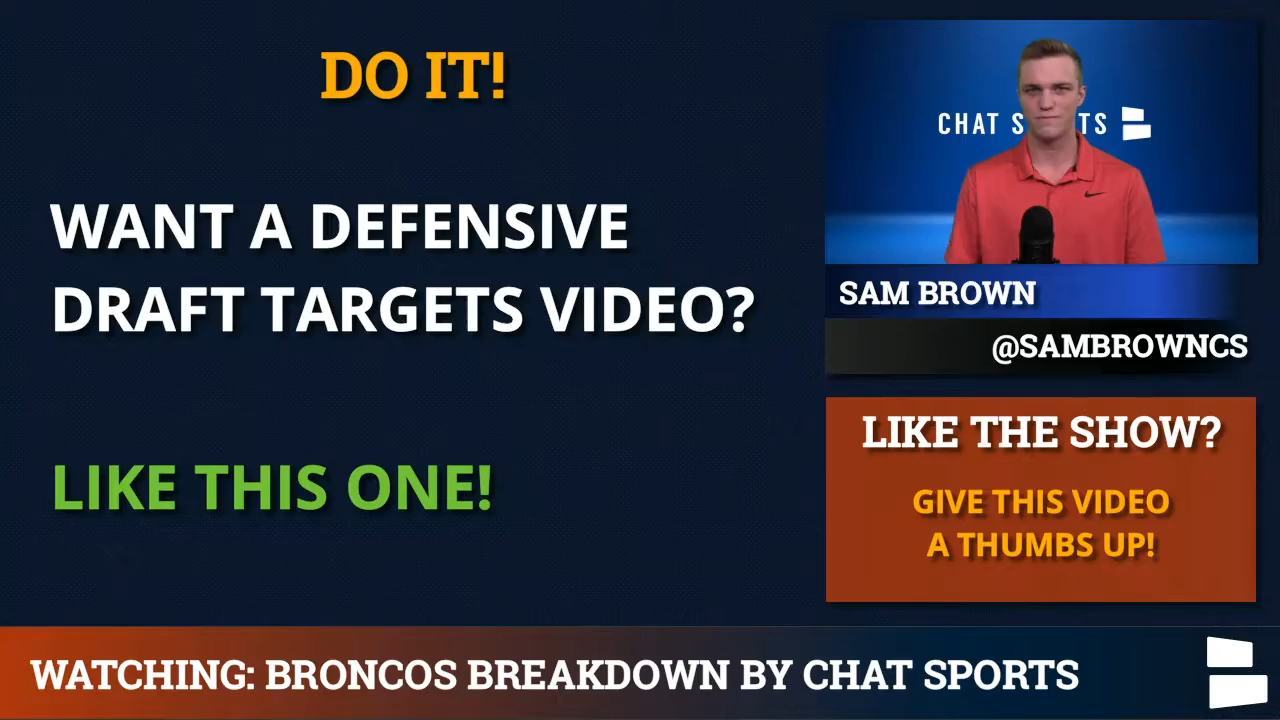 DO IT!
WANT A DEFENSIVE
DRAFT TARGETS VIDEO?
LIKE THIS ONE!
CHAT S TS
SAM BROWN
@SAMBROWNCS
LIKE THE SHOW?
GIVE THIS VIDEO
A THUMBS UP!
WATCHING: BRONCOS BREAKDOWN BY CHAT SPORTS